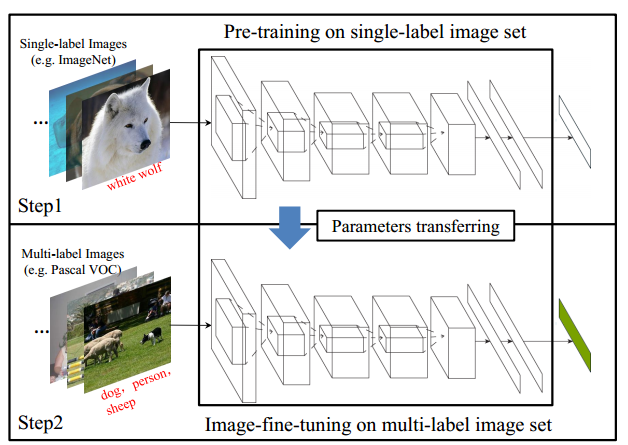 Pre-training on single-label image set
Single-label Images
(e.g. ImageNet)
...
white wolf
Step1
Parameters transferring
Multi-label Images
(e.g. Pascal VOC)
...
dog, person,
sheep
Step2
Image-fine-tuning on multi-label image set